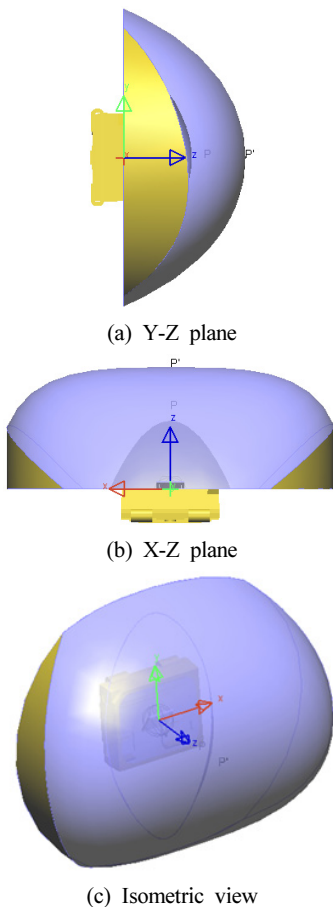 Y
x
z
P
P'
(a) Y-Z plane
P'
P
z
x
(b) X-Z plane
x
z
P
P'
(c) Isometric view